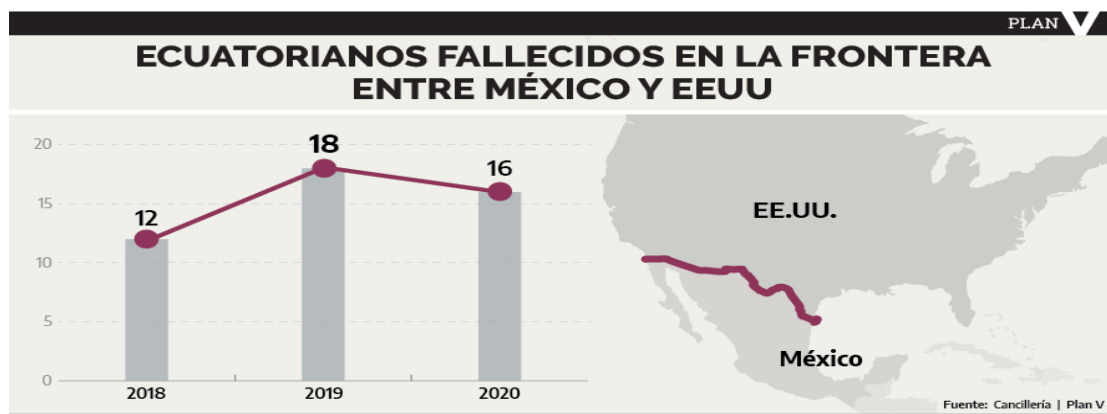 PLAN V
ECUATORIANOS FALLECIDOS EN LA FRONTERA
ENTRE MÉXICO Y EEUU
20
15
10
5
0
12
18
16
2018
2019
2020
EE.UU.
México
Fuente: Cancillería | Plan V